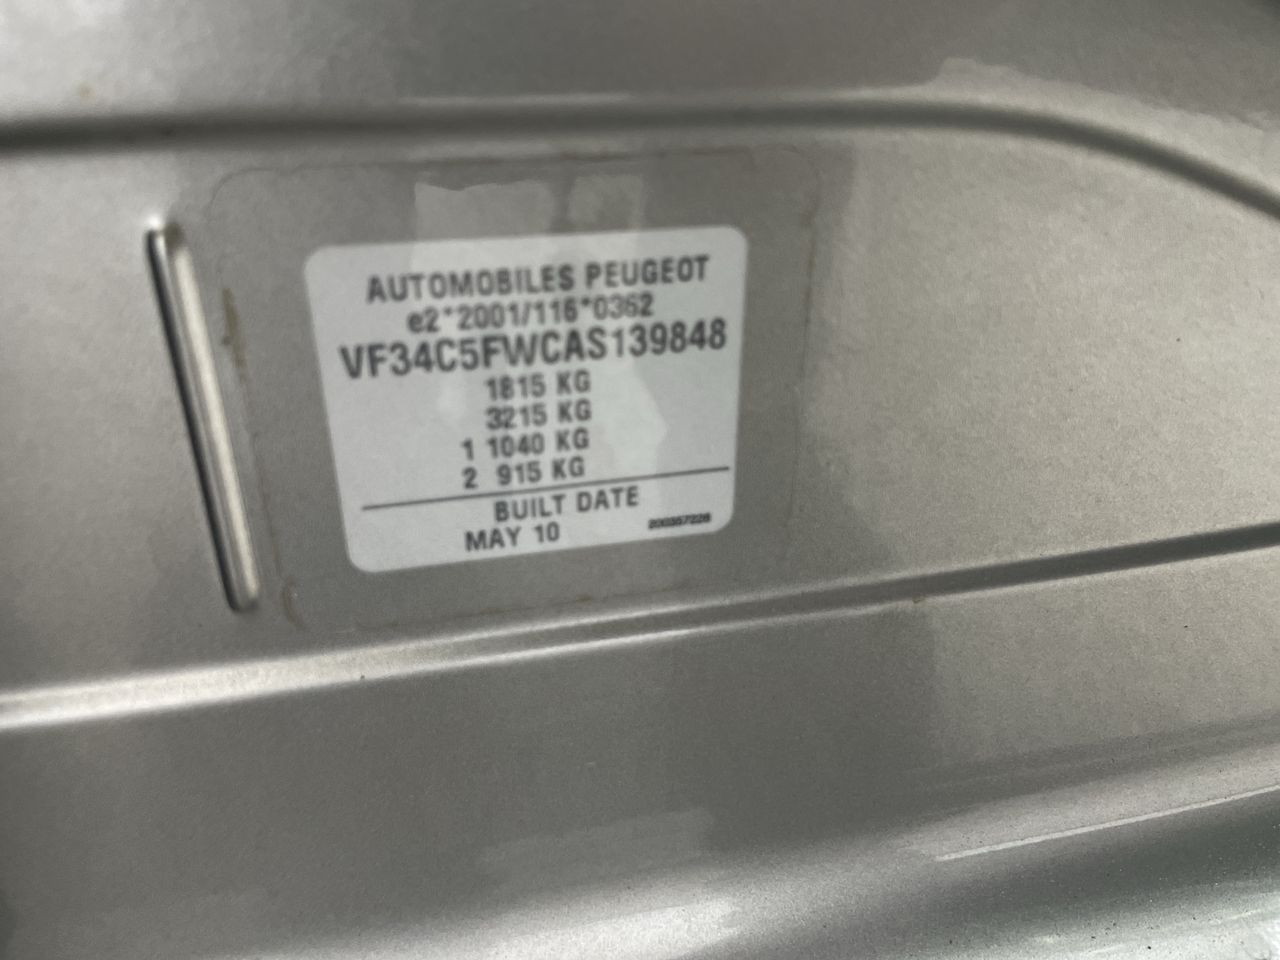 AUTOMOBILES PEUGEOT
e2*2001/116*0362
VF34C5FWCAS139848
1815 KG
3215 KG
1 1040 KG
2 915 KG
BUILT DATE
MAY 10
200357228